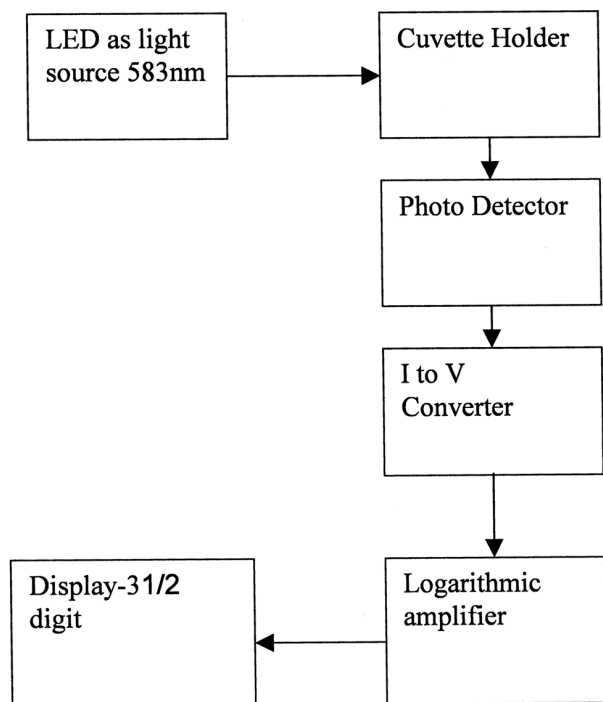 LED as light
source 583nm
Cuvette Holder
Photo Detector
I to V
Converter
Logarithmic
amplifier
Display-31/2
digit